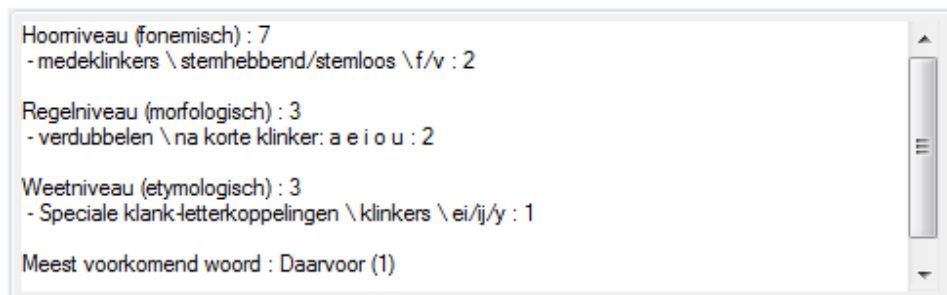 Hoorniveau (fonemisch) : 7
- medeklinkers \ stemhebbend/stemloos \ f/v : 2
Regelniveau (morfologisch) : 3
- verdubbelen \ na korte klinker: a e i o u : 2
Weetniveau (etymologisch) : 3
- Speciale klank-letterkoppelingen \ klinkers \ ei/ij/y : 1
Meest voorkomend woord : Daarvoor (1)